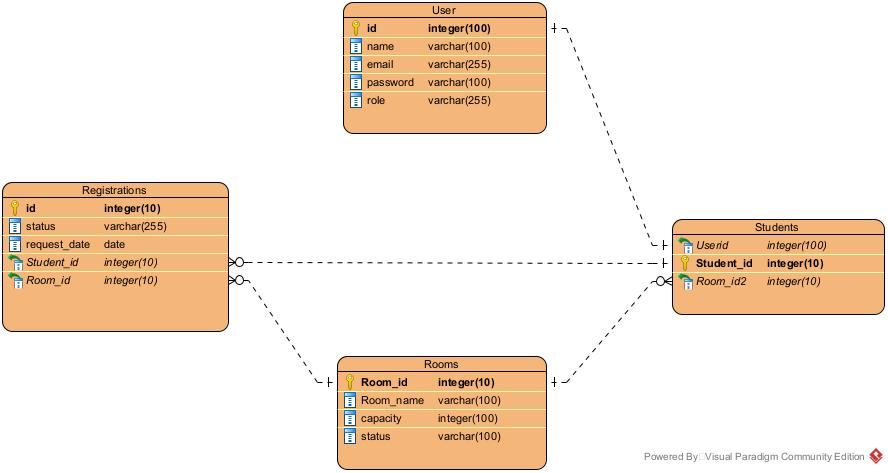 User
id integer(100)
name varchar(100)
email varchar(255)
password varchar(100)
role varchar(255)
Registrations
id integer(10)
status varchar(255)
request_date date
Student_id integer(10)
Room_id integer(10)
Students
Userid integer(100)
Student_id integer(10)
Room_id2 integer(10)
Rooms
Room_id integer(10)
Room_name varchar(100)
capacity integer(100)
status varchar(100)
Powered By Visual Paradigm Community Edition